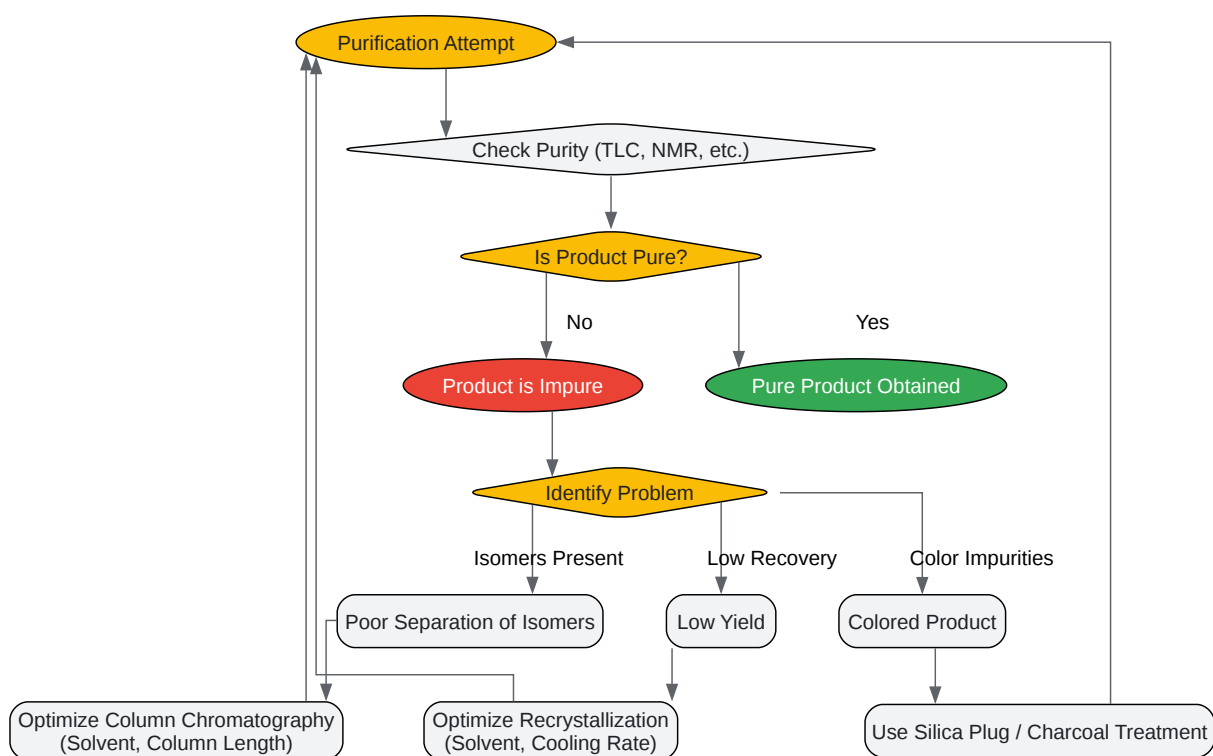 Purification Attempt
Check Purity (TLC, NMR, etc.)
Is Product Pure?
No
Yes
Product is Impure
Pure Product Obtained
Identify Problem
Isomers Present
Low Recovery
Color Impurities
Poor Separation of Isomers
Low Yield
Colored Product
Optimize Column Chromatography
(Solvent, Column Length)
Optimize Recrystallization
(Solvent, Cooling Rate)
Use Silica Plug / Charcoal Treatment